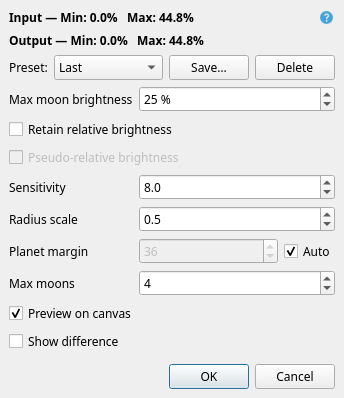 Input — Min: 0.0%   Max: 44.8%
?
Output — Min: 0.0%   Max: 44.8%
Preset: Last Save... Delete
Max moon brightness 25 %
Retain relative brightness
Pseudo-relative brightness
Sensitivity 8.0
Radius scale 0.5
Planet margin 36 Auto
Max moons 4
Preview on canvas
Show difference
OK Cancel